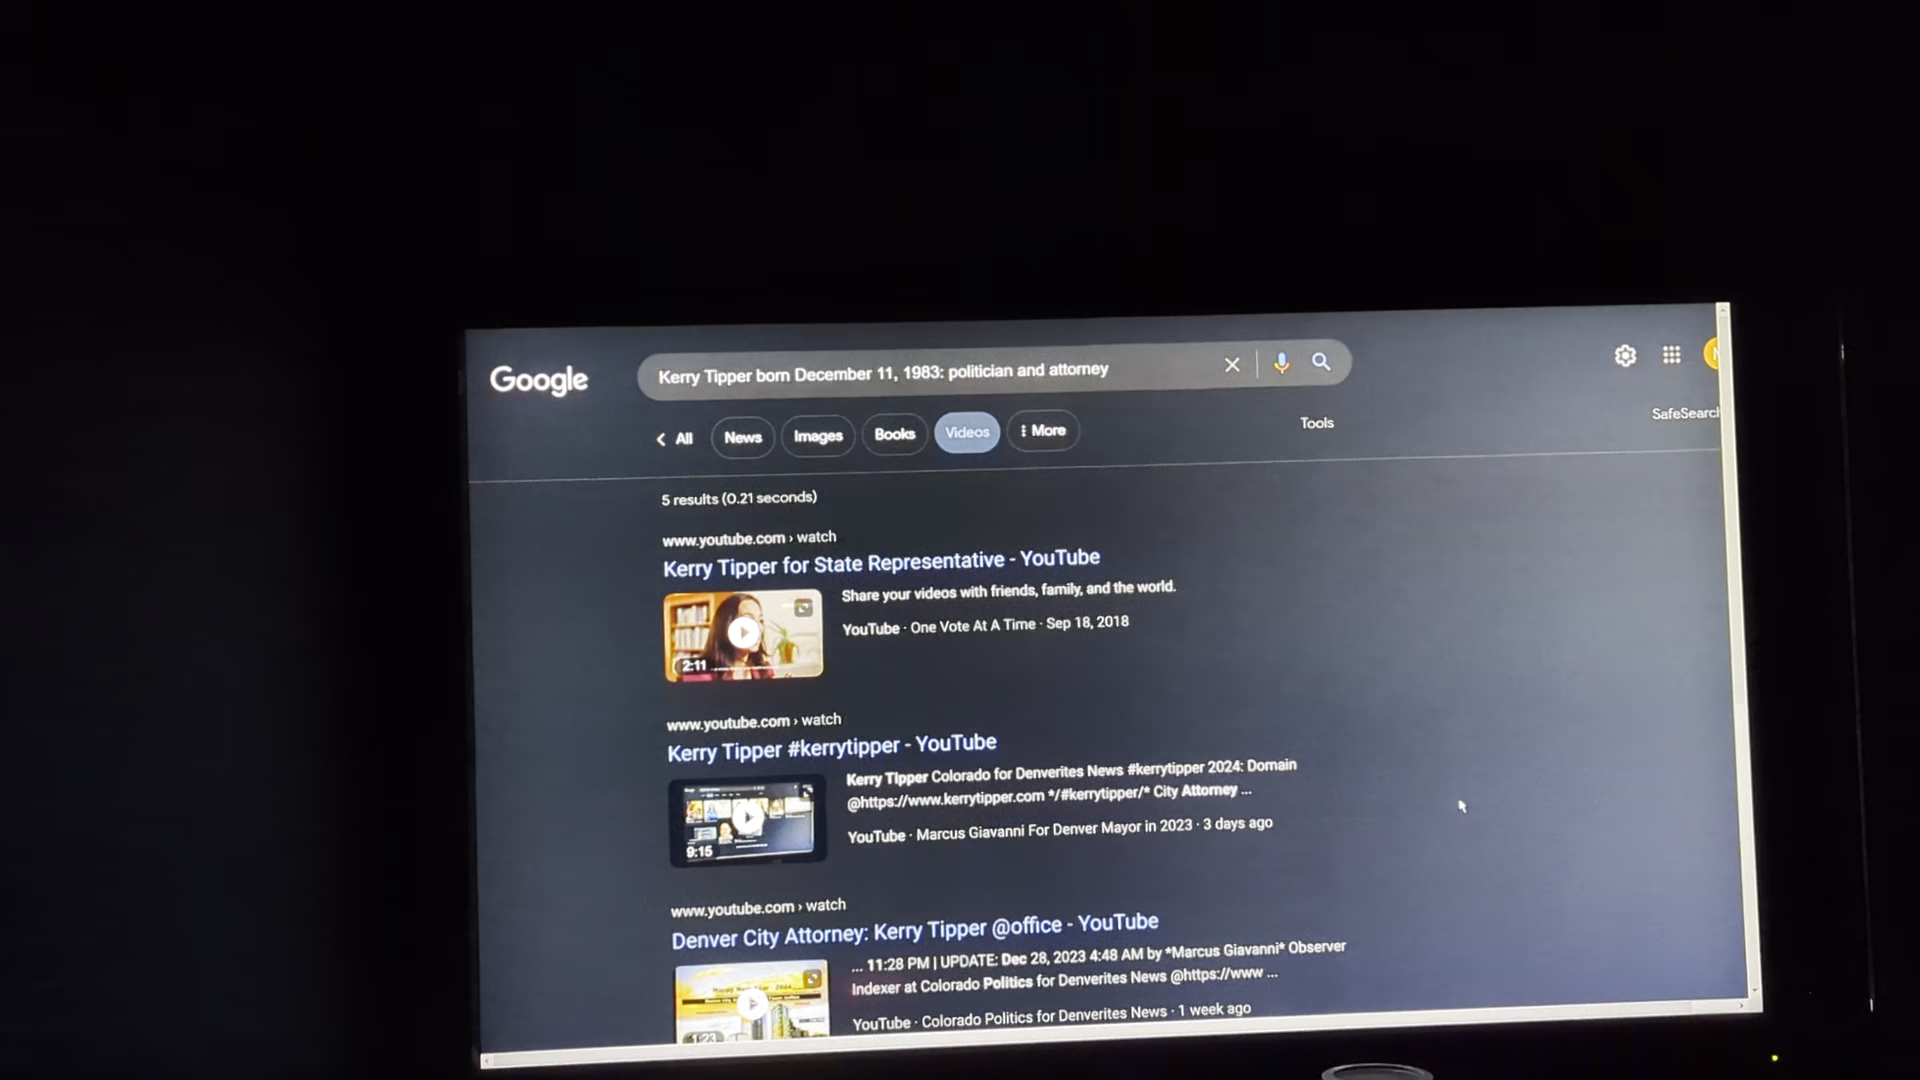 Google
Kerry Tipper born December 11, 1983: politician and attorney
All News Images Books Videos More
Tools
SafeSearch
5 results (0.21 seconds)
www.youtube.com › watch
Kerry Tipper for State Representative - YouTube
Share your videos with friends, family, and the world.
YouTube · One Vote At A Time · Sep 18, 2018
2:11
www.youtube.com › watch
Kerry Tipper #kerrytipper - YouTube
Kerry Tipper Colorado for Denverites News #kerrytipper 2024: Domain
@https://www.kerrytipper.com */#kerrytipper/* City Attorney ...
YouTube · Marcus Giavanni For Denver Mayor in 2023 · 3 days ago
9:15
www.youtube.com › watch
Denver City Attorney: Kerry Tipper @office - YouTube
... 11:28 PM | UPDATE: Dec 28, 2023 4:48 AM by *Marcus Giavanni* Observer
Indexer at Colorado Politics for Denverites News @https://www ...
YouTube · Colorado Politics for Denverites News · 1 week ago
1:23